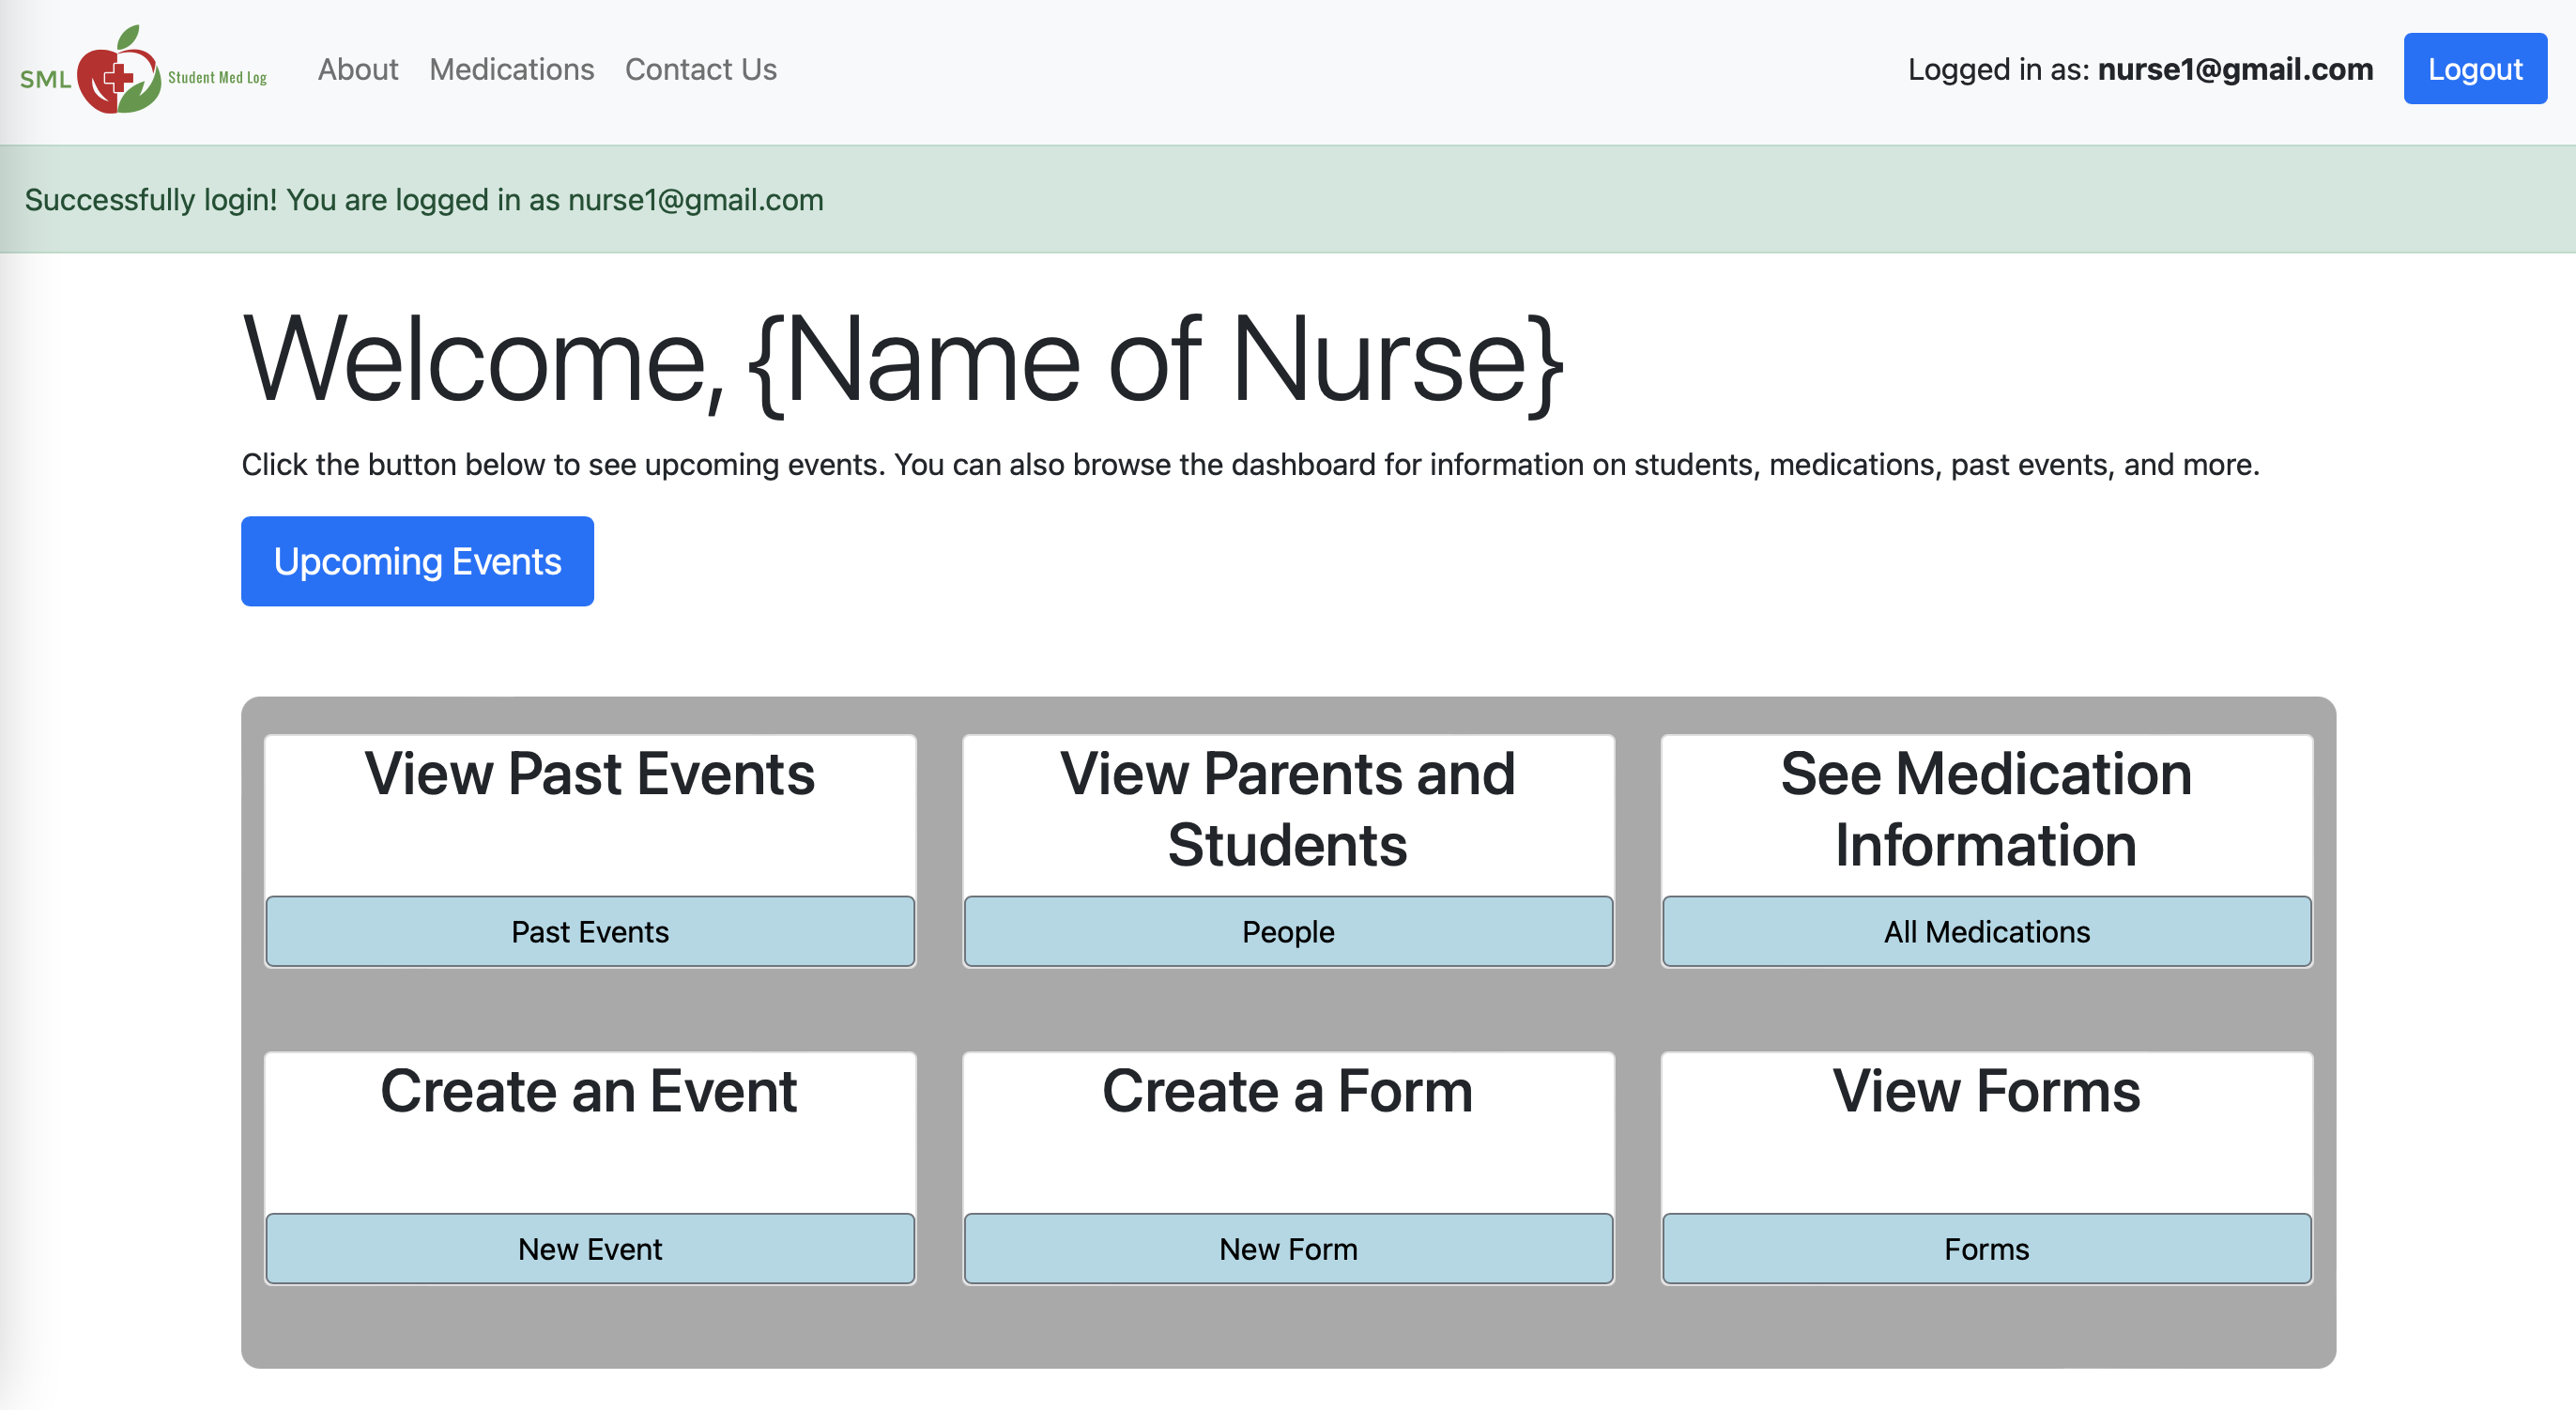 SML Student Med Log About Medications Contact Us Logged in as: nurse1@gmail.com Logout
Successfully login! You are logged in as nurse1@gmail.com
Welcome, {Name of Nurse}
Click the button below to see upcoming events. You can also browse the dashboard for information on students, medications, past events, and more.
Upcoming Events
View Past Events
Past Events
View Parents and
Students
People
See Medication
Information
All Medications
Create an Event
New Event
Create a Form
New Form
View Forms
Forms